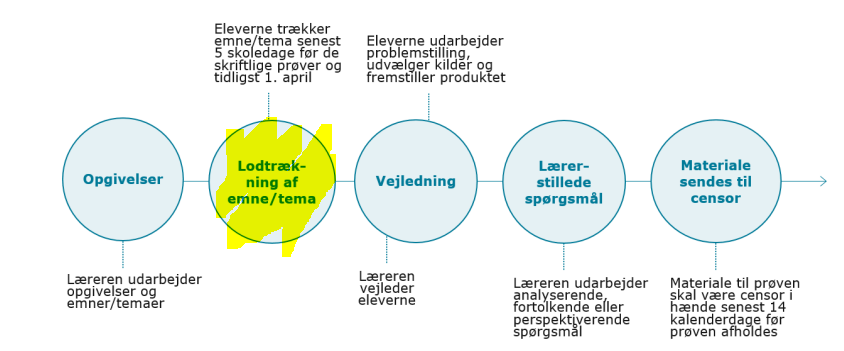 Eleverne trækker
emne/tema senest
5 skoledage før de
skriftlige prøver og
tidligst 1. april
Eleverne udarbejder
problemstilling,
udvælger kilder og
fremstiller produktet
Opgivelser
Lodtræk-
ning af
emne/tema
Vejledning
Lærer-
stillede
spørgsmål
Materiale
sendes til
censor
Læreren udarbejder
opgivelser og
emner/temaer
Læreren
vejleder
eleverne
Læreren udarbejder
analyserende,
fortolkende eller
perspektiverende
spørgsmål
Materiale til prøven
skal være censor i
hænde senest 14
kalenderdage før
prøven afholdes